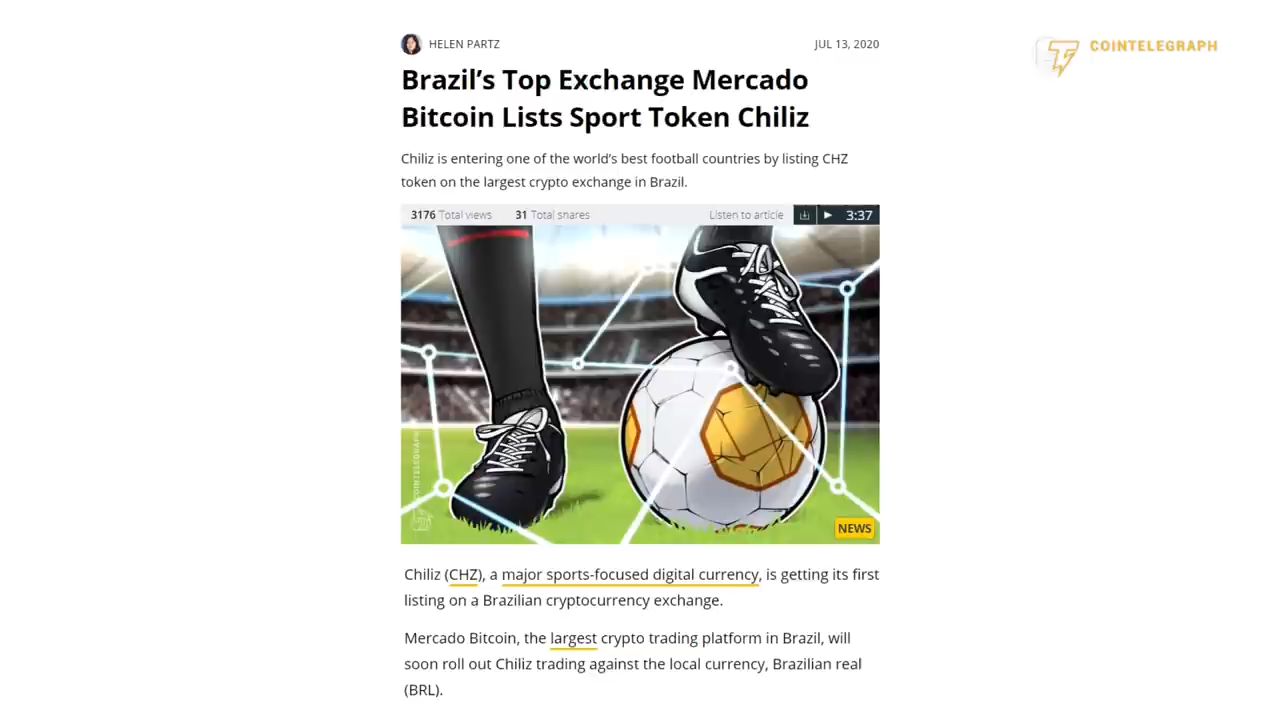 HELEN PARTZ
JUL 13, 2020
COINTELEGRAPH
Brazil's Top Exchange Mercado
Bitcoin Lists Sport Token Chiliz
Chiliz is entering one of the world's best football countries by listing CHZ
token on the largest crypto exchange in Brazil.
3176 Total views
31 Total snares
Listen to article
3:37
COINTELEGRAPH
NEWS
Chiliz (CHZ), a major sports-focused digital currency, is getting its first
listing on a Brazilian cryptocurrency exchange.
Mercado Bitcoin, the largest crypto trading platform in Brazil, will
soon roll out Chiliz trading against the local currency, Brazilian real
(BRL).